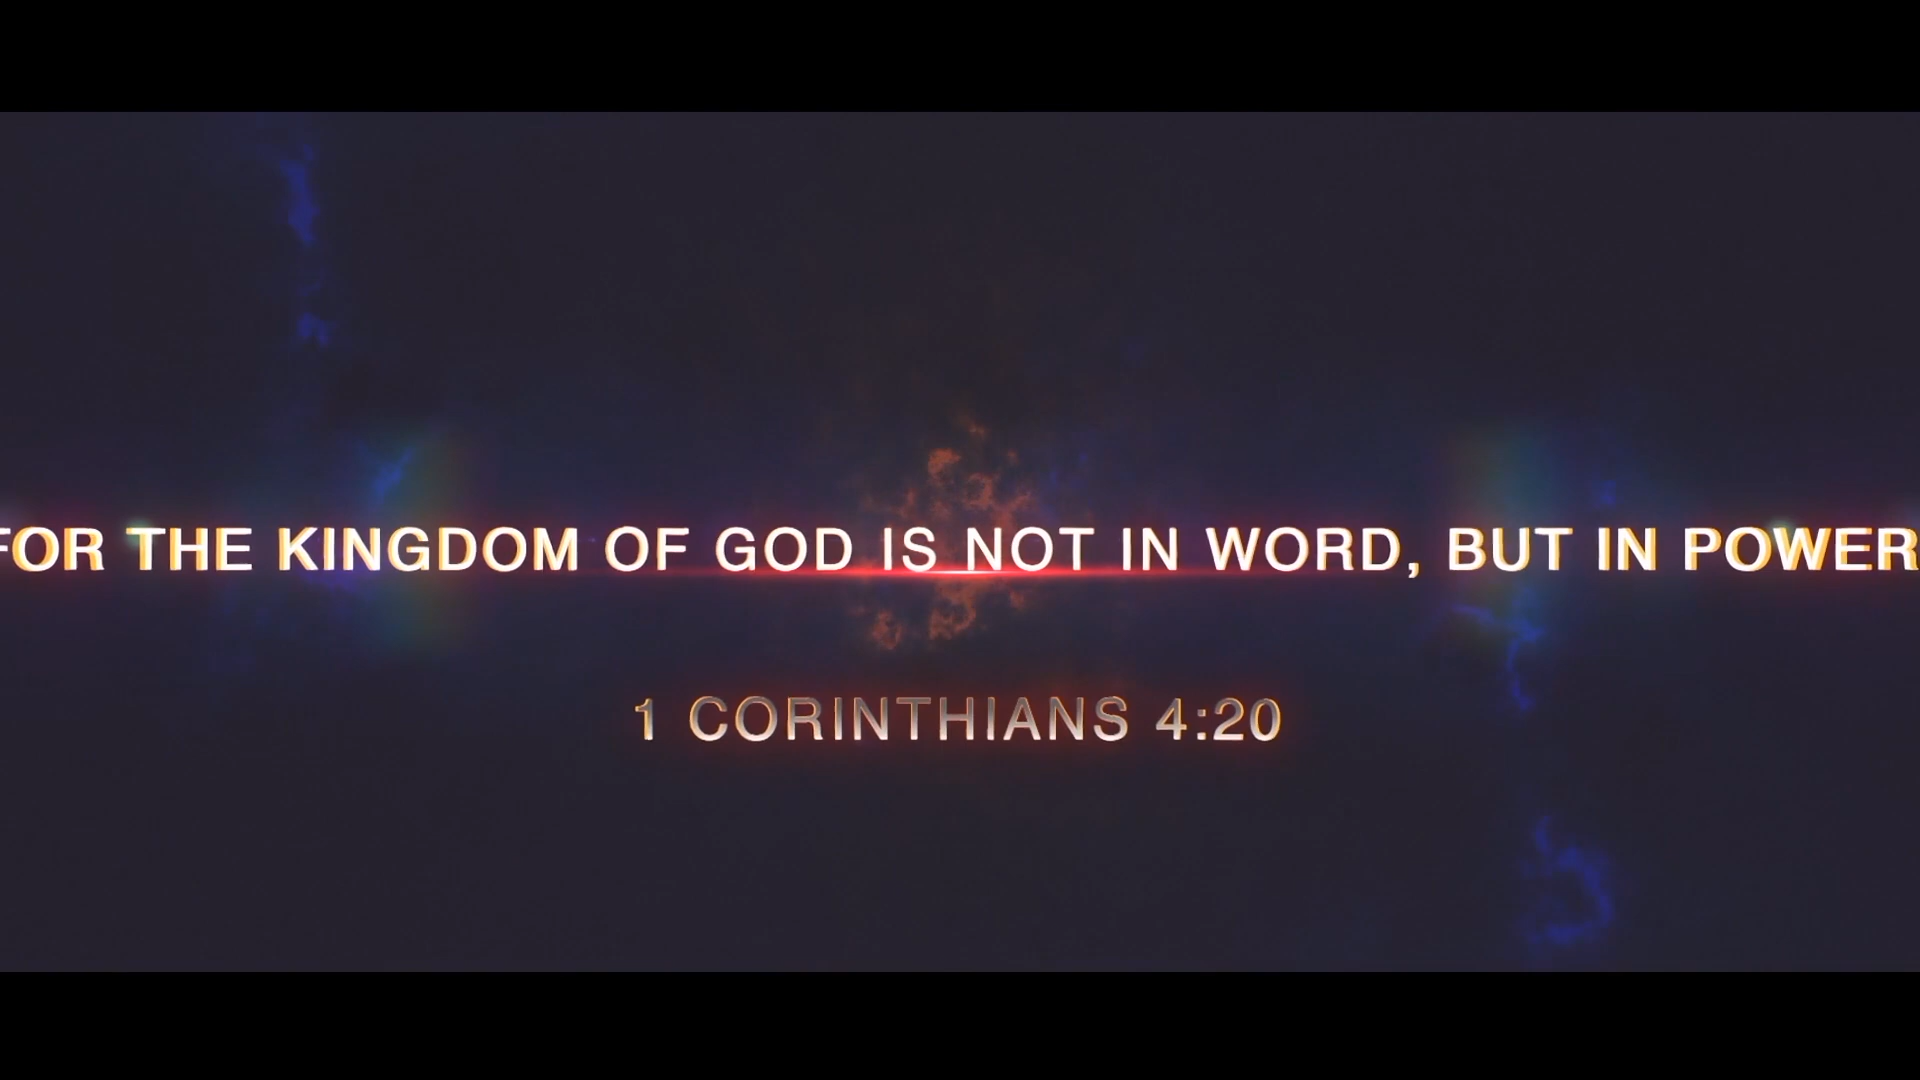 FOR THE KINGDOM OF GOD IS NOT IN WORD, BUT IN POWER
1 CORINTHIANS 4:20